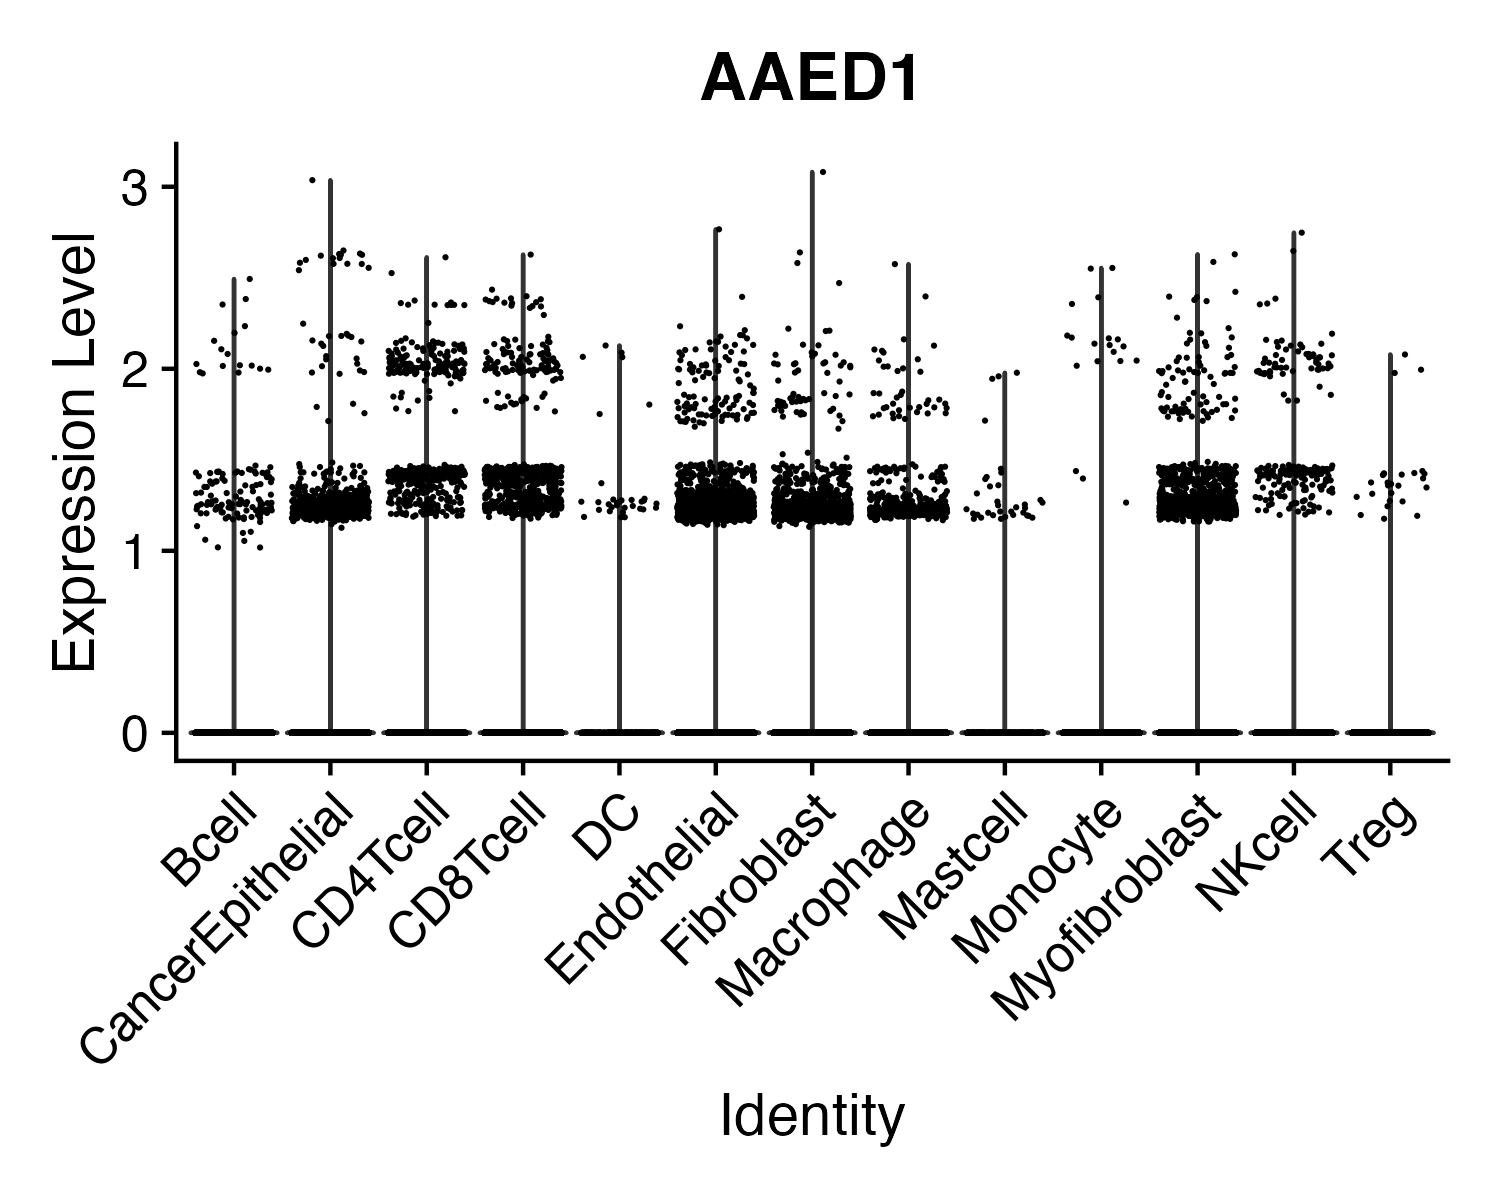 AAED1
Expression Level
3
2
1
0
Bcell
CancerEpithelial
CD4Tcell
CD8Tcell
DC
Endothelial
Fibroblast
Macrophage
Mastcell
Monocyte
Myofibroblast
NKcell
Treg
Identity